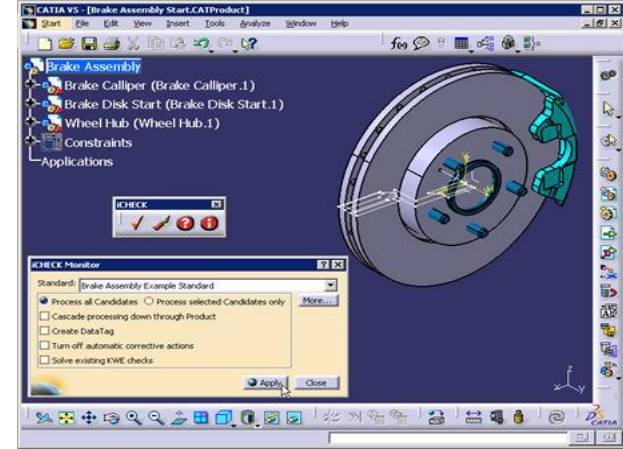 CATIA V5 - [Brake Assembly Start.CATProduct]
Start File Edit View Insert Tools Analyze Window Help
f(x)
Brake Assembly
Brake Calliper (Brake Calliper.1)
Brake Disk Start (Brake Disk Start.1)
Wheel Hub (Wheel Hub.1)
Constraints
Applications
iCHECK
iCHECK Monitor
Standard: Brake Assembly Example Standard
Process all Candidates Process selected Candidates only More...
Cascade processing down through Product
Create DataTag
Turn off automatic corrective actions
Solve existing KWE checks
Apply Close
z
x y
CATIA